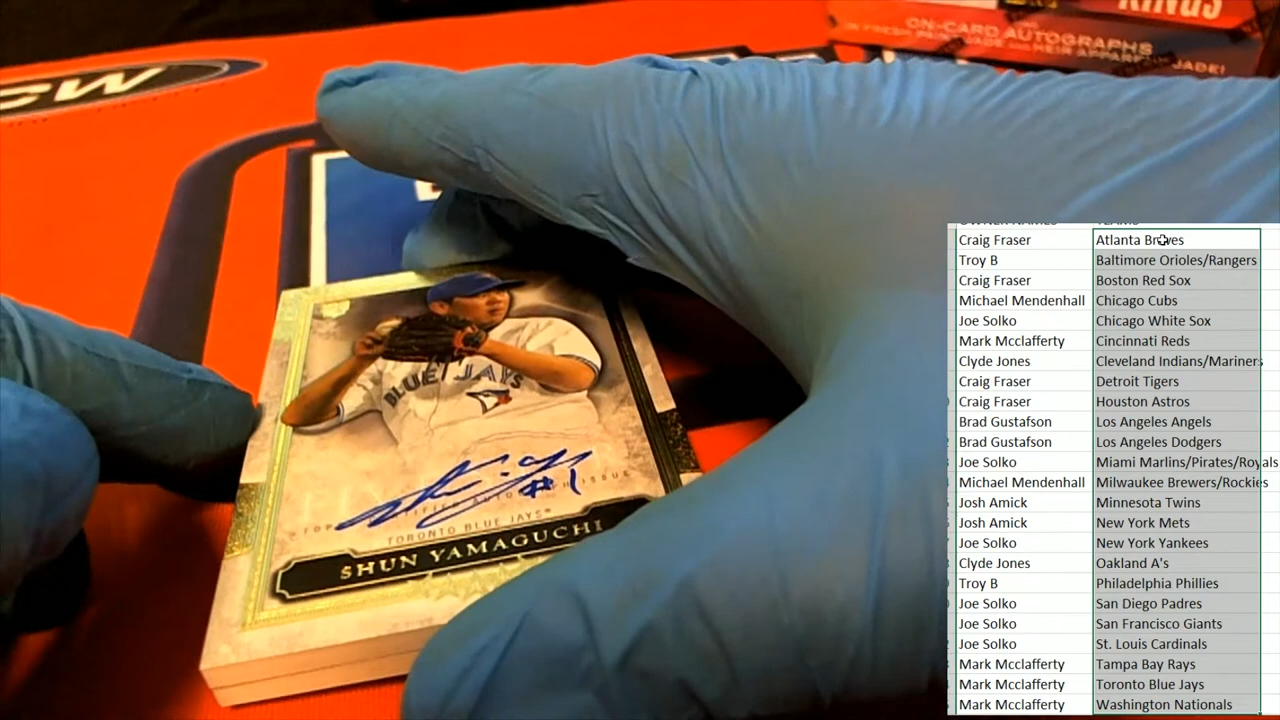 SW
KINGS
ON-CARD AUTOGRAPHS
BLUE JAYS
#1
TORONTO BLUE JAYS
SHUN YAMAGUCHI
Craig Fraser Atlanta Braves
Troy B Baltimore Orioles/Rangers
Craig Fraser Boston Red Sox
Michael Mendenhall Chicago Cubs
Joe Solko Chicago White Sox
Mark Mcclafferty Cincinnati Reds
Clyde Jones Cleveland Indians/Mariners
Craig Fraser Detroit Tigers
Craig Fraser Houston Astros
Brad Gustafson Los Angeles Angels
Brad Gustafson Los Angeles Dodgers
Joe Solko Miami Marlins/Pirates/Royals
Michael Mendenhall Milwaukee Brewers/Rockies
Josh Amick Minnesota Twins
Josh Amick New York Mets
Joe Solko New York Yankees
Clyde Jones Oakland A's
Troy B Philadelphia Phillies
Joe Solko San Diego Padres
Joe Solko San Francisco Giants
Joe Solko St. Louis Cardinals
Mark Mcclafferty Tampa Bay Rays
Mark Mcclafferty Toronto Blue Jays
Mark Mcclafferty Washington Nationals